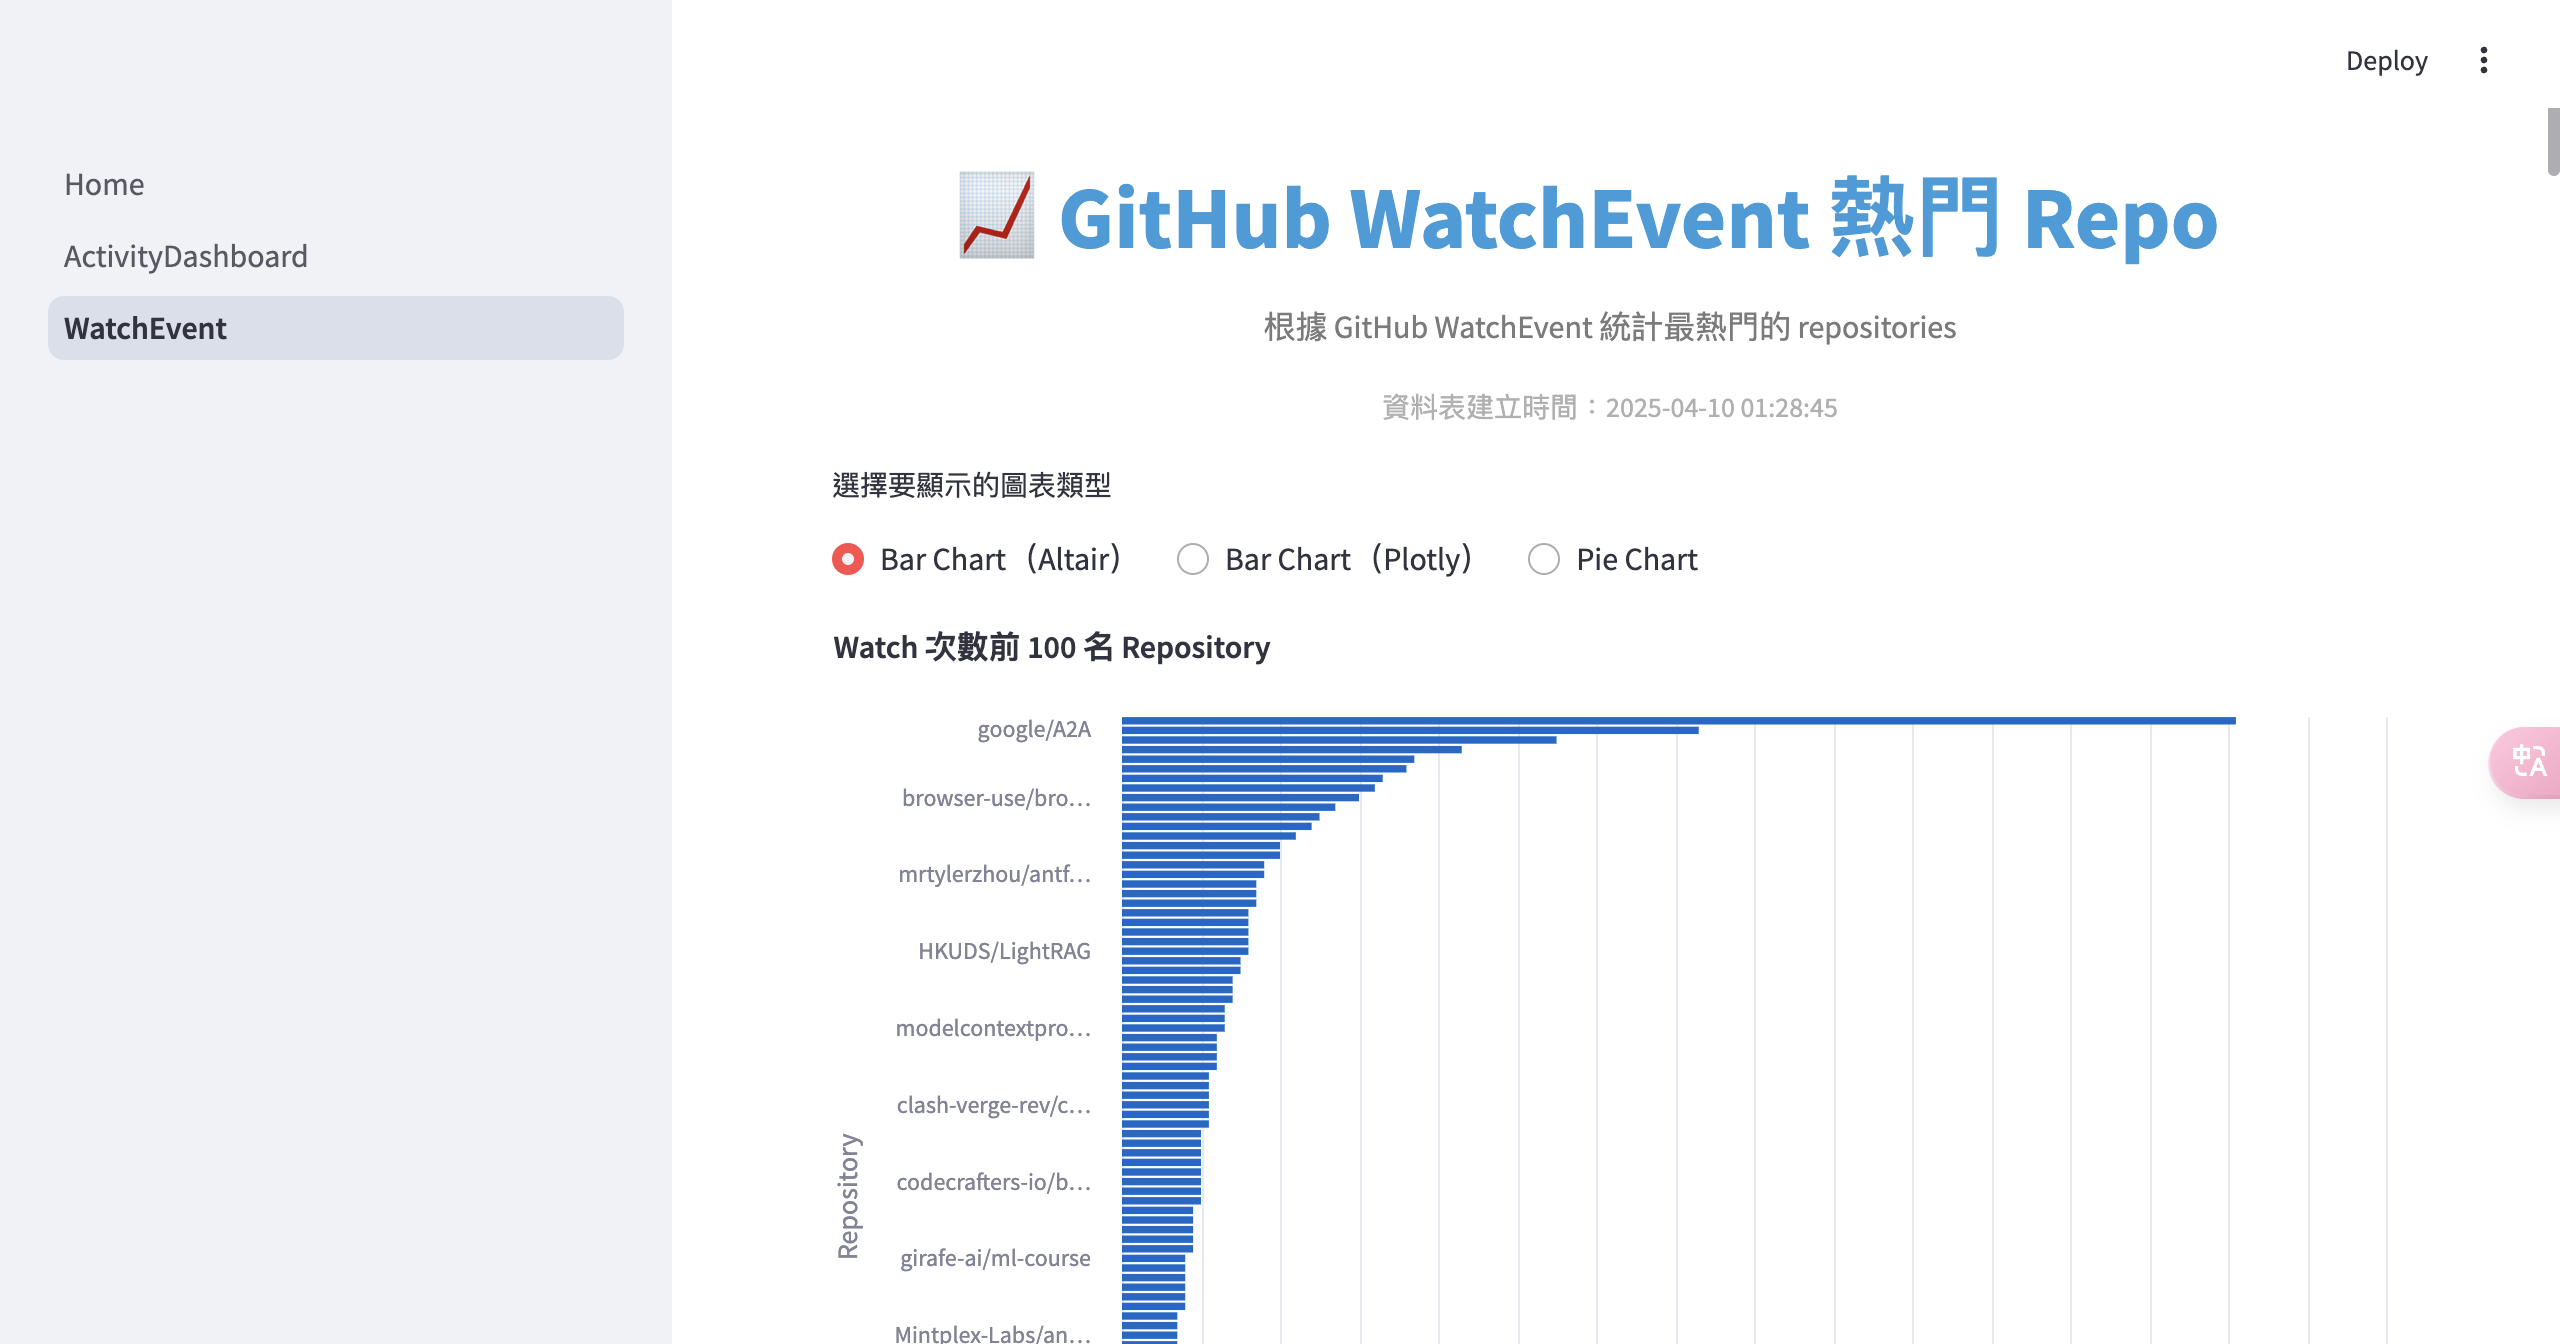 Deploy
Home
ActivityDashboard
WatchEvent
GitHub WatchEvent 熱門 Repo
根據 GitHub WatchEvent 統計最熱門的 repositories
資料表建立時間：2025-04-10 01:28:45
選擇要顯示的圖表類型
Bar Chart（Altair） Bar Chart（Plotly） Pie Chart
Watch 次數前 100 名 Repository
google/A2A
browser-use/bro…
mrtylerzhou/antf…
HKUDS/LightRAG
modelcontextpro…
clash-verge-rev/c…
codecrafters-io/b…
girafe-ai/ml-course
Mintplex-Labs/an…
Repository
中A